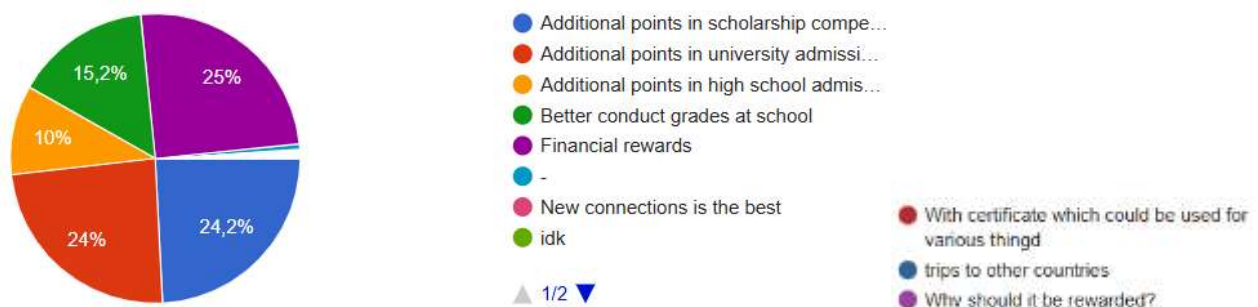 15,2%
25%
10%
24%
24,2%
Additional points in scholarship compe...
Additional points in university admissi...
Additional points in high school admis...
Better conduct grades at school
Financial rewards
-
New connections is the best
idk
1/2
With certificate which could be used for
various thingd
trips to other countries
Why should it be rewarded?